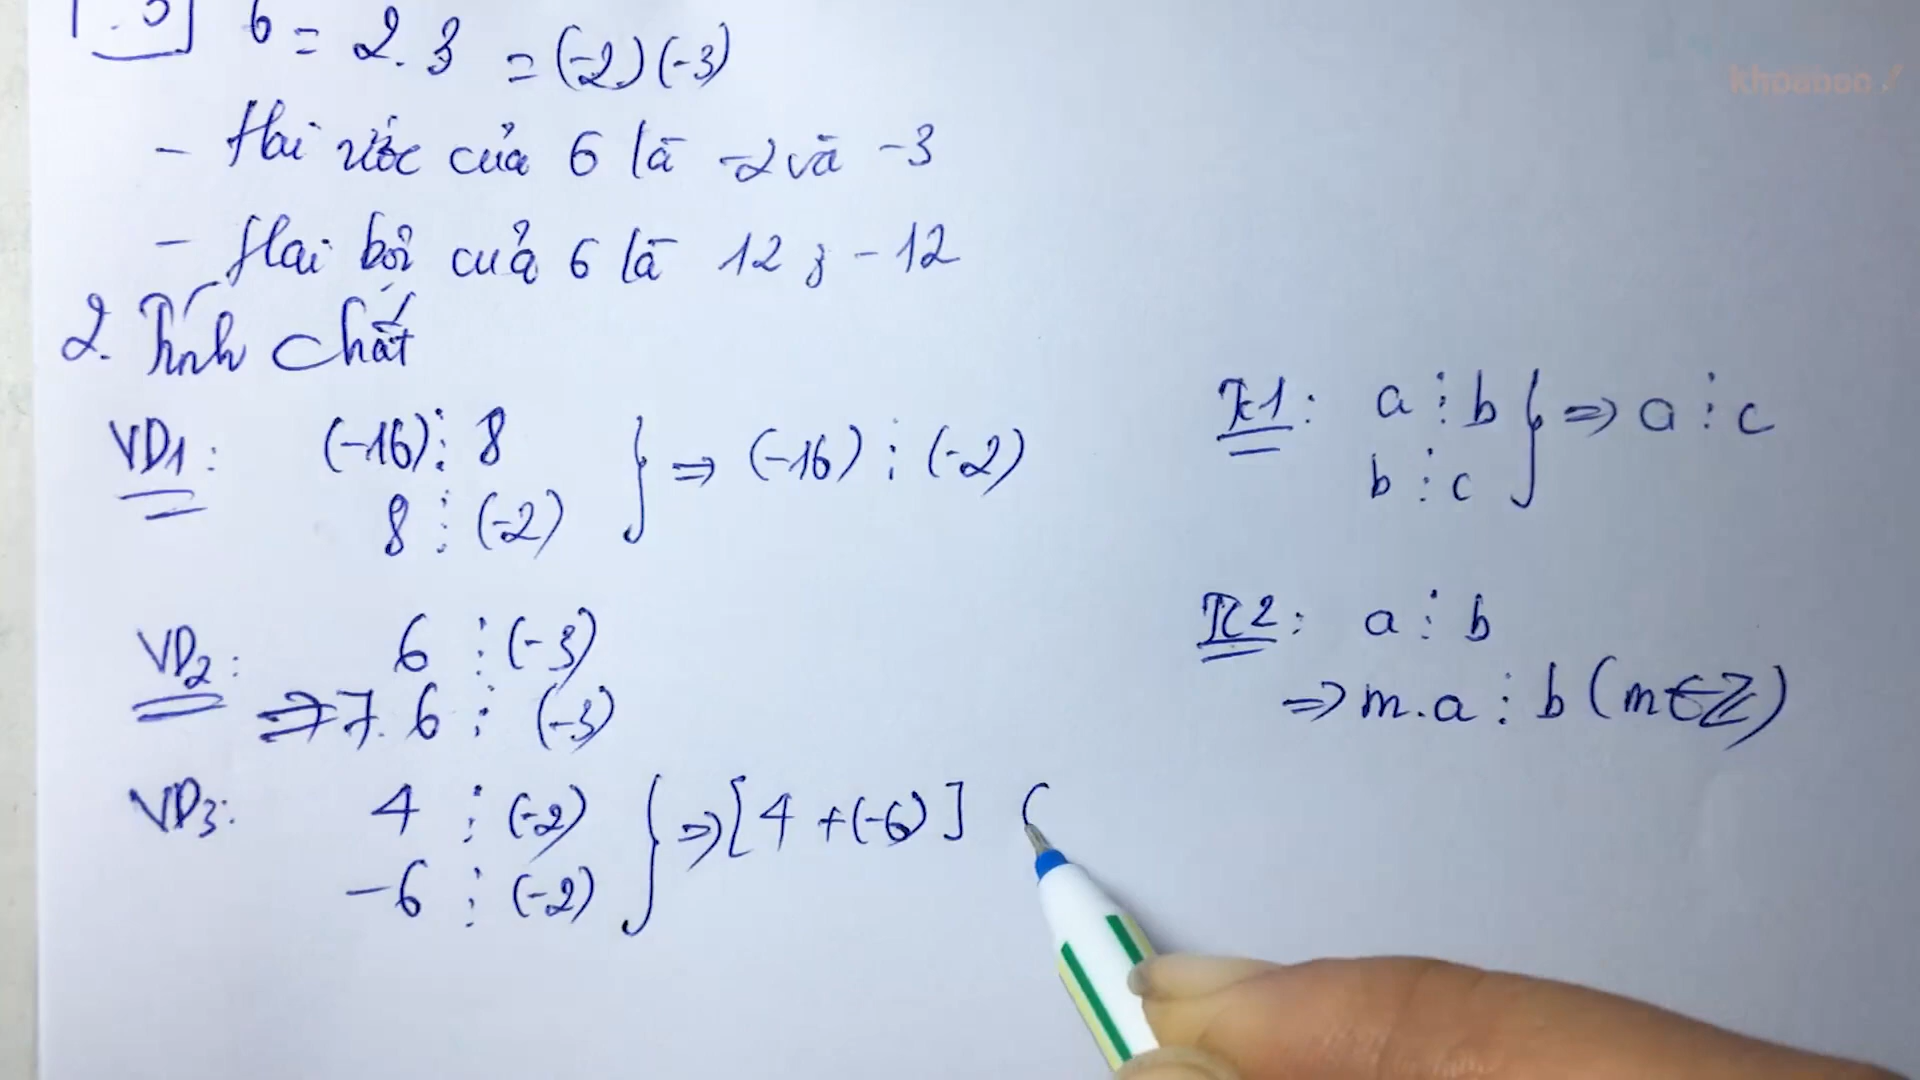 6 = 2.3 = (-2)(-3)
- Hai ước của 6 là -2 và -3
- Hai bội của 6 là 12; -12
2. Tính chất
VD1: (-16) ⋮ 8
8 ⋮ (-2)
} => (-16) ⋮ (-2)
VD2: 6 ⋮ (-3)
=> 7.6 ⋮ (-3)
VD3: 4 ⋮ (-2)
-6 ⋮ (-2)
} => [4 + (-6)] (
TC1: a ⋮ b
b ⋮ c
} => a ⋮ c
TC2: a ⋮ b
=> m.a ⋮ b (m ∈ Z)
khoabao!